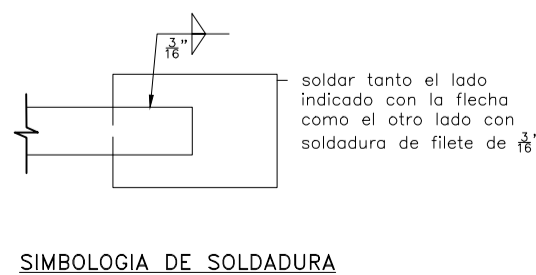 3/16"
soldar tanto el lado
indicado con la flecha
como el otro lado con
soldadura de filete de 3/16'
SIMBOLOGIA DE SOLDADURA